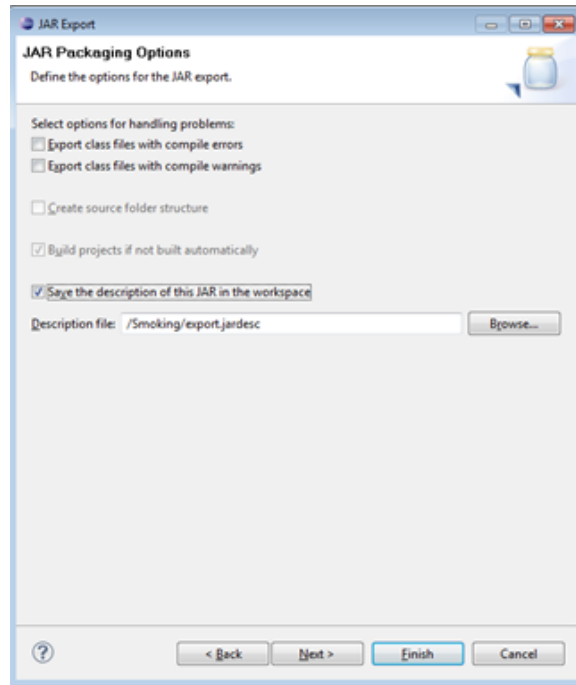 JAR Export
JAR Packaging Options
Define the options for the JAR export.
Select options for handling problems:
Export class files with compile errors
Export class files with compile warnings
Create source folder structure
Build projects if not built automatically
Save the description of this JAR in the workspace
Description file: /Smoking/export.jardesc Browse...
? < Back Next > Finish Cancel